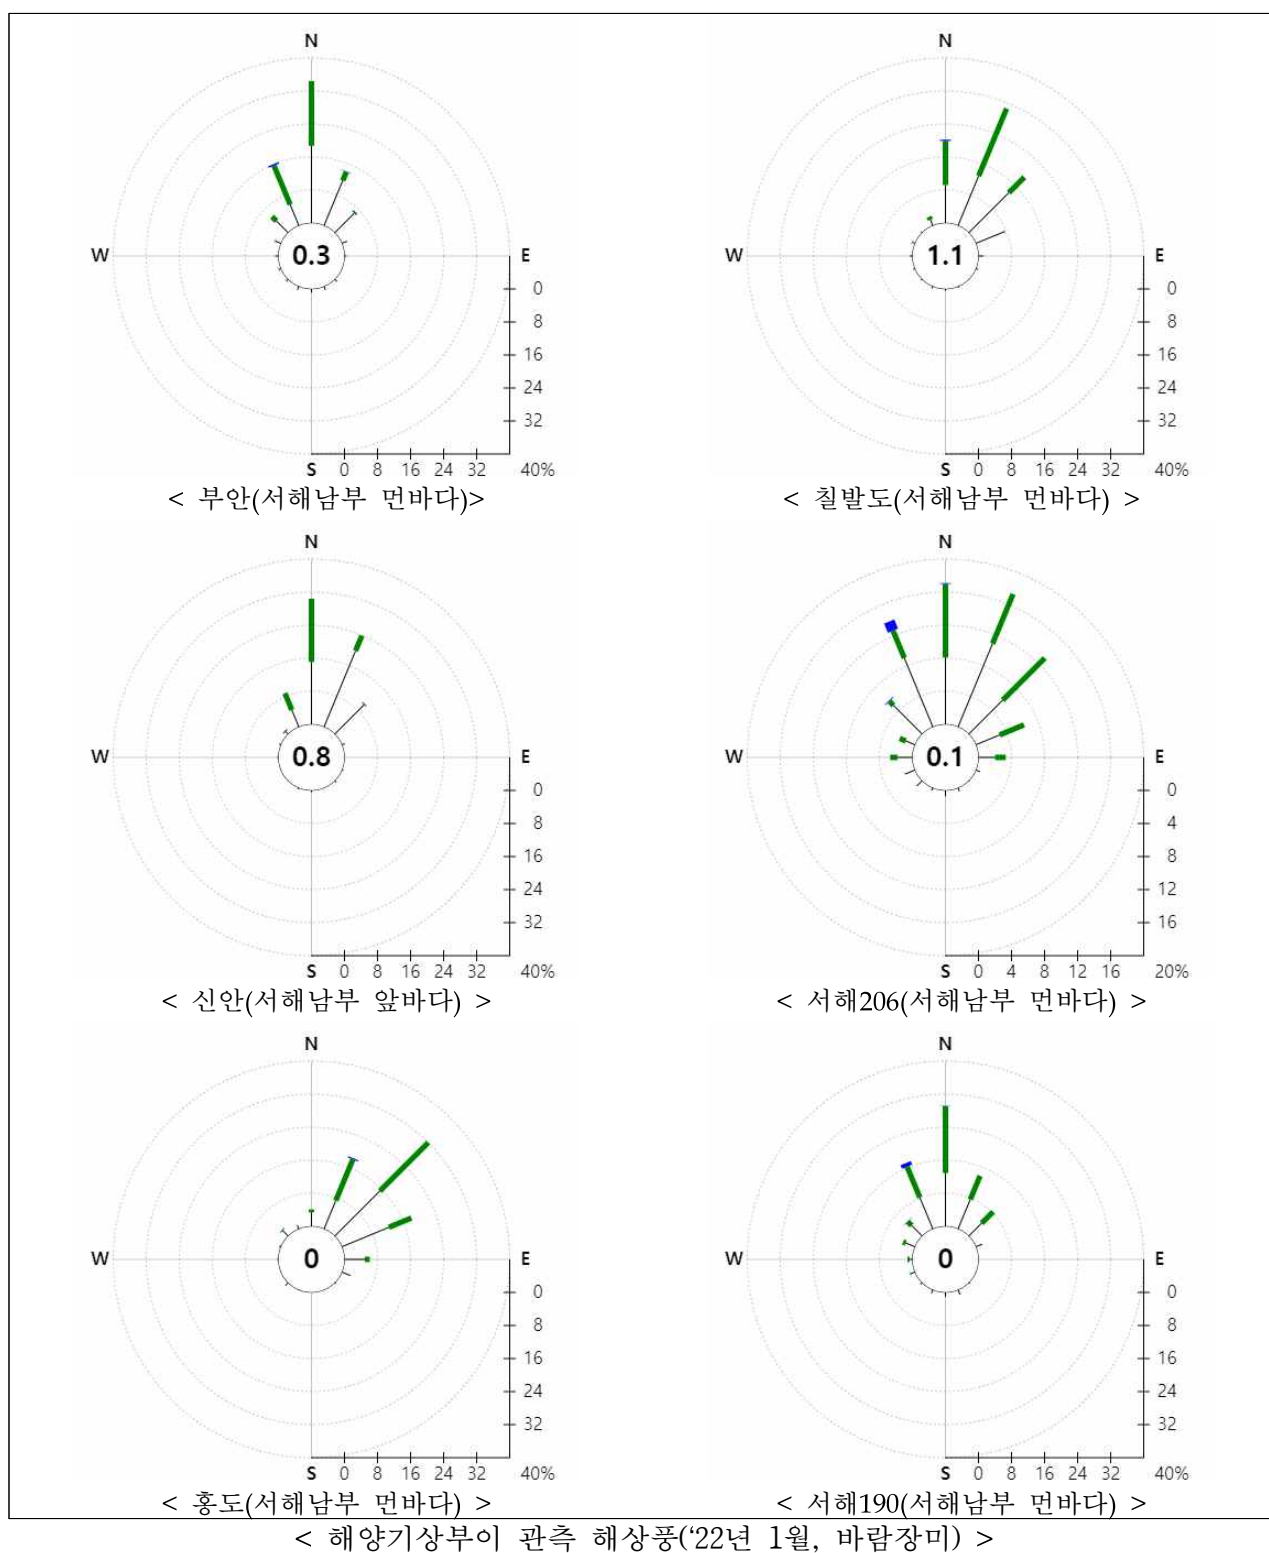 N
N
W
0.3
E
W
1.1
E
0
0
8
8
16
16
24
24
32
32
S 0 8 16 24 32 40%
S 0 8 16 24 32 40%
< 부안(서해남부 먼바다)>
< 칠발도(서해남부 먼바다) >
N
N
W
0.8
E
W
0.1
E
0
0
8
4
16
8
24
12
32
16
S 0 8 16 24 32 40%
S 0 4 8 12 16 20%
< 신안(서해남부 앞바다) >
< 서해206(서해남부 먼바다) >
N
N
W
0
E
W
0
E
0
0
8
8
16
16
24
24
32
32
S 0 8 16 24 32 40%
S 0 8 16 24 32 40%
< 홍도(서해남부 먼바다) >
< 서해190(서해남부 먼바다) >
< 해양기상부이 관측 해상풍(‘22년 1월, 바람장미) >